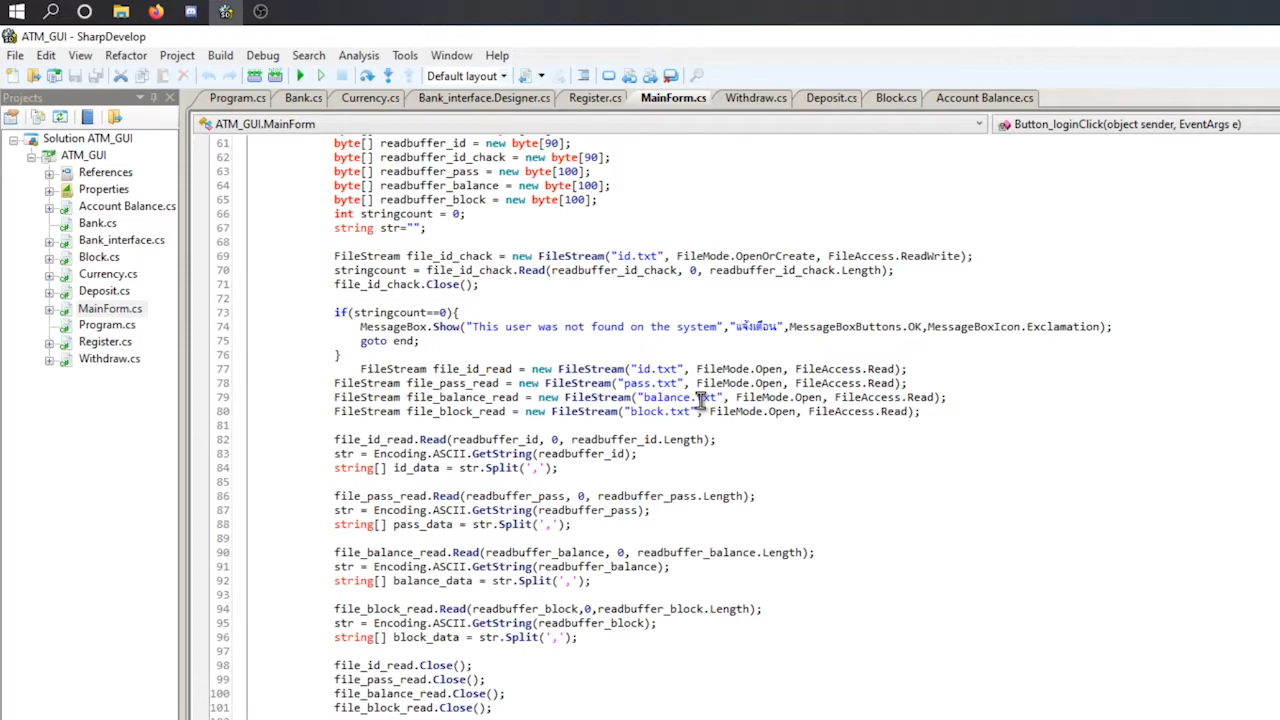 ATM_GUI - SharpDevelop
File Edit View Refactor Project Build Debug Search Analysis Tools Window Help
Default layout
Projects
Program.cs Bank.cs Currency.cs Bank_interface.Designer.cs Register.cs MainForm.cs Withdraw.cs Deposit.cs Block.cs Account Balance.cs
ATM_GUI.MainForm
Button_loginClick(object sender, EventArgs e)
Solution ATM_GUI
ATM_GUI
References
Properties
Account Balance.cs
Bank.cs
Bank_interface.cs
Block.cs
Currency.cs
Deposit.cs
MainForm.cs
Program.cs
Register.cs
Withdraw.cs
61 byte[] readbuffer_id = new byte[90];
62 byte[] readbuffer_id_chack = new byte[90];
63 byte[] readbuffer_pass = new byte[100];
64 byte[] readbuffer_balance = new byte[100];
65 byte[] readbuffer_block = new byte[100];
66 int stringcount = 0;
67 string str="";
68
69 FileStream file_id_chack = new FileStream("id.txt", FileMode.OpenOrCreate, FileAccess.ReadWrite);
70 stringcount = file_id_chack.Read(readbuffer_id_chack, 0, readbuffer_id_chack.Length);
71 file_id_chack.Close();
72
73 if(stringcount==0){
74 MessageBox.Show("This user was not found on the system","แจ้งเตือน",MessageBoxButtons.OK,MessageBoxIcon.Exclamation);
75 goto end;
76 }
77 FileStream file_id_read = new FileStream("id.txt", FileMode.Open, FileAccess.Read);
78 FileStream file_pass_read = new FileStream("pass.txt", FileMode.Open, FileAccess.Read);
79 FileStream file_balance_read = new FileStream("balance.txt", FileMode.Open, FileAccess.Read);
80 FileStream file_block_read = new FileStream("block.txt", FileMode.Open, FileAccess.Read);
81
82 file_id_read.Read(readbuffer_id, 0, readbuffer_id.Length);
83 str = Encoding.ASCII.GetString(readbuffer_id);
84 string[] id_data = str.Split(',');
85
86 file_pass_read.Read(readbuffer_pass, 0, readbuffer_pass.Length);
87 str = Encoding.ASCII.GetString(readbuffer_pass);
88 string[] pass_data = str.Split(',');
89
90 file_balance_read.Read(readbuffer_balance, 0, readbuffer_balance.Length);
91 str = Encoding.ASCII.GetString(readbuffer_balance);
92 string[] balance_data = str.Split(',');
93
94 file_block_read.Read(readbuffer_block,0,readbuffer_block.Length);
95 str = Encoding.ASCII.GetString(readbuffer_block);
96 string[] block_data = str.Split(',');
97
98 file_id_read.Close();
99 file_pass_read.Close();
100 file_balance_read.Close();
101 file_block_read.Close();